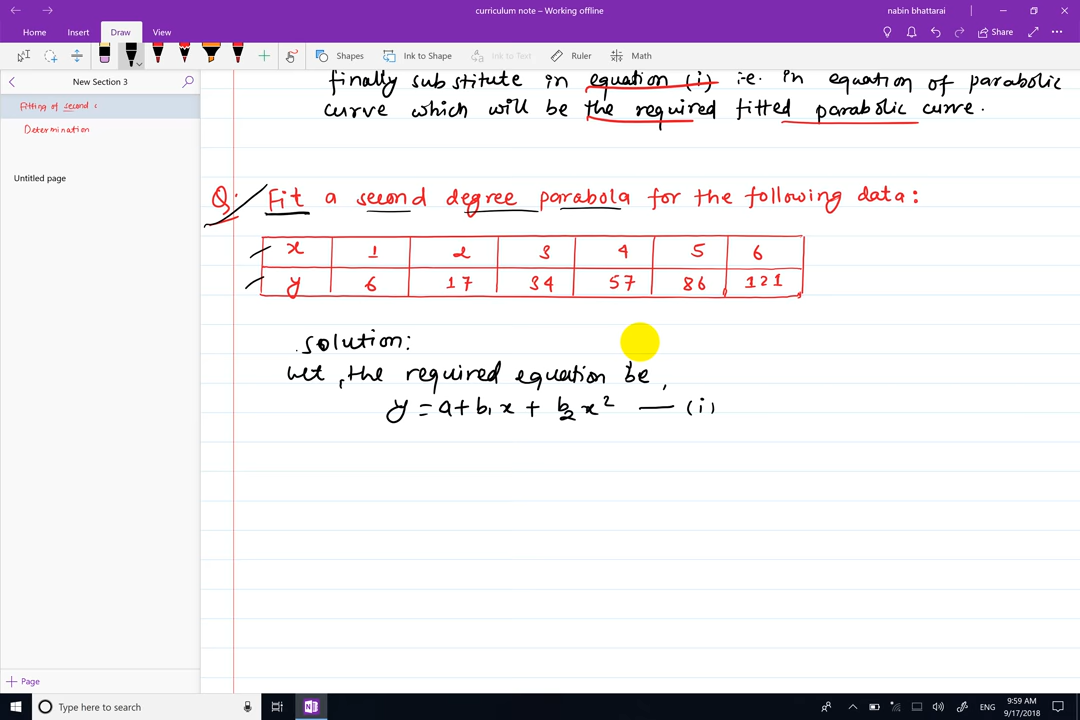 curriculum note – Working offline
nabin bhattarai
Home Insert Draw View
Share
Shapes Ink to Shape Ink to Text Ruler Math
New Section 3
Fitting of second
Determination
Untitled page
finally substitute in equation (i) i.e. in equation of parabolic
curve which will be the required fitted parabolic curve.
Q: Fit a second degree parabola for the following data:
x 1 2 3 4 5 6
y 6 17 34 57 86 121
solution:
Let, the required equation be,
y = a + b₁x + b₂x² — (i)
Page
Type here to search
ENG
9:59 AM
9/17/2018